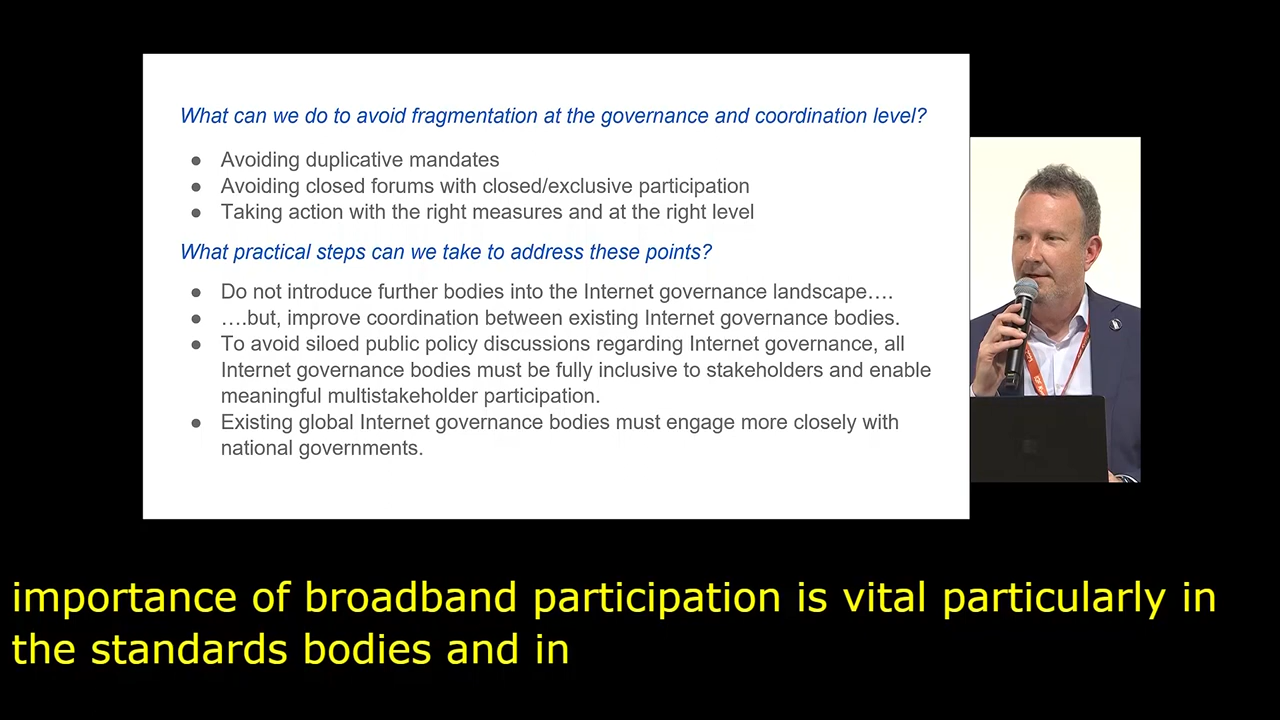 What can we do to avoid fragmentation at the governance and coordination level?
● Avoiding duplicative mandates
● Avoiding closed forums with closed/exclusive participation
● Taking action with the right measures and at the right level
What practical steps can we take to address these points?
● Do not introduce further bodies into the Internet governance landscape….
● ….but, improve coordination between existing Internet governance bodies.
● To avoid siloed public policy discussions regarding Internet governance, all
Internet governance bodies must be fully inclusive to stakeholders and enable
meaningful multistakeholder participation.
● Existing global Internet governance bodies must engage more closely with
national governments.
importance of broadband participation is vital particularly in
the standards bodies and in